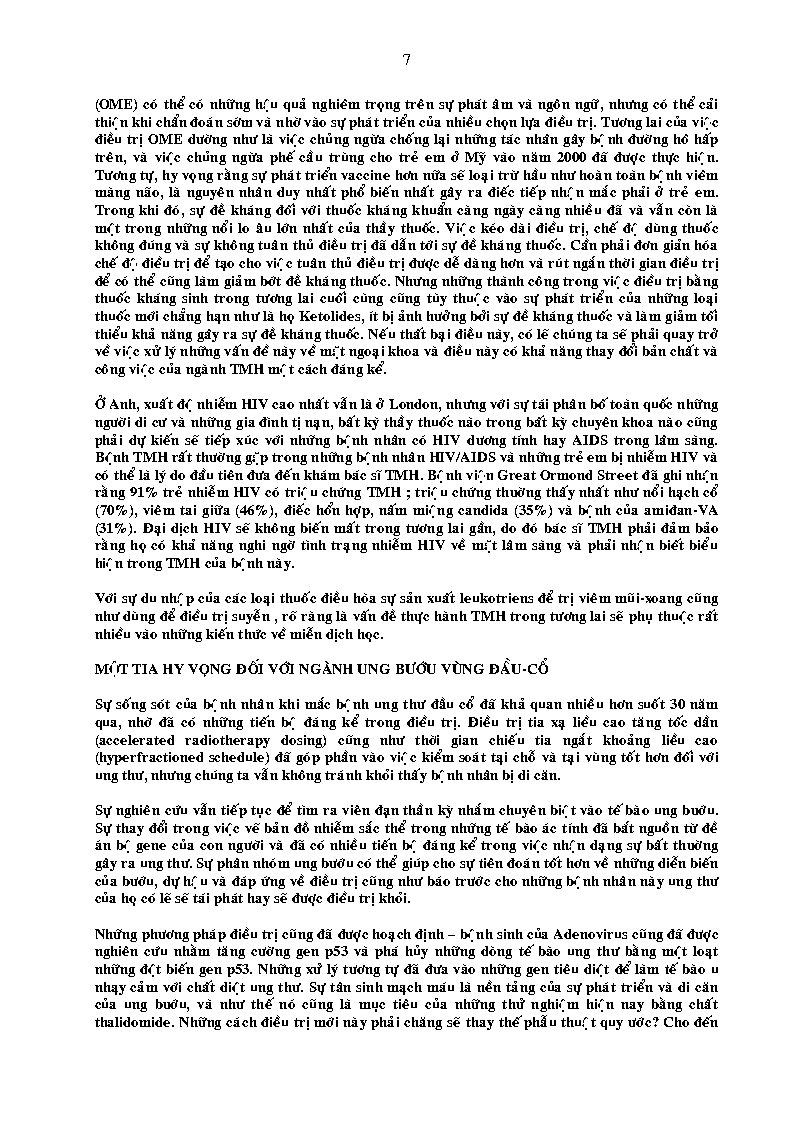 7
(OME) có thể có những hậu quả nghiêm trọng trên sự phát âm và ngôn ngữ, nhưng có thể cải
thiện khi chẩn đoán sớm và nhờ vào sự phát triển của nhiều chọn lựa điều trị. Tương lai của việc
điều trị OME dường như là việc chủng ngừa chống lại những tác nhân gây bệnh đường hô hấp
trên, và việc chủng ngừa phế cầu trùng cho trẻ em ở Mỹ vào năm 2000 đã được thực hiện.
Tương tự, hy vọng rằng sự phát triển vaccine hơn nữa sẽ loại trừ hầu như hoàn toàn bệnh viêm
màng não, là nguyên nhân duy nhất phổ biến nhất gây ra điếc tiếp nhận mắc phải ở trẻ em.
Trong khi đó, sự đề kháng đối với thuốc kháng khuẩn càng ngày càng nhiều đã và vẫn còn là
một trong những nổi lo âu lớn nhất của thầy thuốc. Việc kéo dài điều trị, chế độ dùng thuốc
không đúng và sự không tuân thủ điều trị đã dẫn tới sự đề kháng thuốc. Cần phải đơn giản hóa
chế độ điều trị để tạo cho việc tuân thủ điều trị được dễ dàng hơn và rút ngắn thời gian điều trị
để có thể cũng làm giảm bớt đề kháng thuốc. Nhưng những thành công trong việc điều trị bằng
thuốc kháng sinh trong tương lai cuối cùng cũng tùy thuộc vào sự phát triển của những loại
thuốc mới chẳng hạn như là họ Ketolides, ít bị ảnh hưởng bởi sự đề kháng thuốc và làm giảm tối
thiểu khả năng gây ra sự đề kháng thuốc. Nếu thất bại điều này, có lẽ chúng ta sẽ phải quay trở
về việc xử lý những vấn đề này về mặt ngoại khoa và điều này có khả năng thay đổi bản chất và
công việc của ngành TMH một cách đáng kể.
Ở Anh, xuất độ nhiễm HIV cao nhất vẫn là ở London, nhưng với sự tái phân bố toàn quốc những
người di cư và những gia đình tị nạn, bất kỳ thầy thuốc nào trong bất kỳ chuyên khoa nào cũng
phải dự kiến sẽ tiếp xúc với những bệnh nhân có HIV dương tính hay AIDS trong lâm sàng.
Bệnh TMH rất thường gặp trong những bệnh nhân HIV/AIDS và những trẻ em bị nhiễm HIV và
có thể là lý do đầu tiên đưa đến khám bác sĩ TMH. Bệnh viện Great Ormond Street đã ghi nhận
rằng 91% trẻ nhiễm HIV có triệu chứng TMH ; triệu chứng thường thấy nhất như nổi hạch cổ
(70%), viêm tai giữa (46%), điếc hổn hợp, nấm miệng candida (35%) và bệnh của amiđan-VA
(31%). Đại dịch HIV sẽ không biến mất trong tương lai gần, do đó bác sĩ TMH phải đảm bảo
rằng họ có khả năng nghi ngờ tình trạng nhiễm HIV về mặt lâm sàng và phải nhận biết biểu
hiện trong TMH của bệnh này.
Với sự du nhập của các loại thuốc điều hòa sự sản xuất leukotriens để trị viêm mũi-xoang cũng
như dùng để điều trị suyễn , rõ ràng là vấn đề thực hành TMH trong tương lai sẽ phụ thuộc rất
nhiều vào những kiến thức về miễn dịch học.
MỘT TIA HY VỌNG ĐỐI VỚI NGÀNH UNG BƯỚU VÙNG ĐẦU-CỔ
Sự sống sót của bệnh nhân khi mắc bệnh ung thư đầu cổ đã khả quan nhiều hơn suốt 30 năm
qua, nhờ đã có những tiến bộ đáng kể trong điều trị. Điều trị tia xạ liều cao tăng tốc dần
(accelerated radiotherapy dosing) cũng như thời gian chiếu tia ngắt khoảng liều cao
(hyperfractioned schedule) đã góp phần vào việc kiểm soát tại chỗ và tại vùng tốt hơn đối với
ung thư, nhưng chúng ta vẫn không tránh khỏi thấy bệnh nhân bị di căn.
Sự nghiên cứu vẫn tiếp tục để tìm ra viên đạn thần kỳ nhắm chuyên biệt vào tế bào ung bướu.
Sự thay đổi trong việc vẽ bản đồ nhiễm sắc thể trong những tế bào ác tính đã bắt nguồn từ đề
án bộ gene của con người và đã có nhiều tiến bộ đáng kể trong việc nhận dạng sự bất thường
gây ra ung thư. Sự phân nhóm ung bướu có thể giúp cho sự tiên đoán tốt hơn về những diễn biến
của bướu, dự hậu và đáp ứng về điều trị cũng như báo trước cho những bệnh nhân này ung thư
của họ có lẽ sẽ tái phát hay sẽ được điều trị khỏi.
Những phương pháp điều trị cũng đã được hoạch định – bệnh sinh của Adenovirus cũng đã được
nghiên cứu nhằm tăng cường gen p53 và phá hủy những dòng tế bào ung thư bằng một loạt
những đột biến gen p53. Những xử lý tương tự đã đưa vào những gen tiêu diệt để làm tế bào u
nhạy cảm với chất diệt ung thư. Sự tân sinh mạch máu là nền tảng của sự phát triển và di căn
của ung bướu, và như thế nó cũng là mục tiêu của những thử nghiệm hiện nay bằng chất
thalidomide. Những cách điều trị mới này phải chăng sẽ thay thế phẫu thuật quy ước? Cho đến